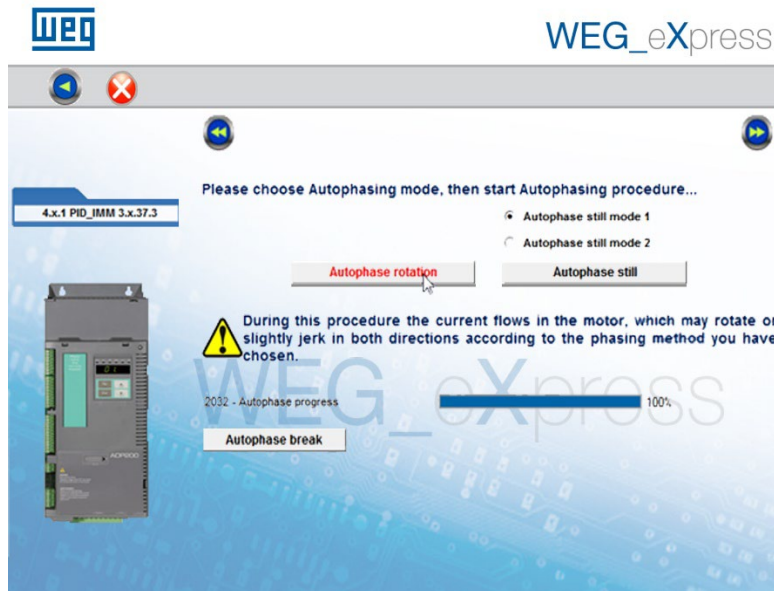 weg
WEG_eXpress
Please choose Autophasing mode, then start Autophasing procedure...
4.x.1 PID_IMM 3.x.37.3
Autophase still mode 1
Autophase still mode 2
Autophase rotation
Autophase still
During this procedure the current flows in the motor, which may rotate or
slightly jerk in both directions according to the phasing method you have
chosen.
WEG_eXpress
2032 - Autophase progress
100%
Autophase break